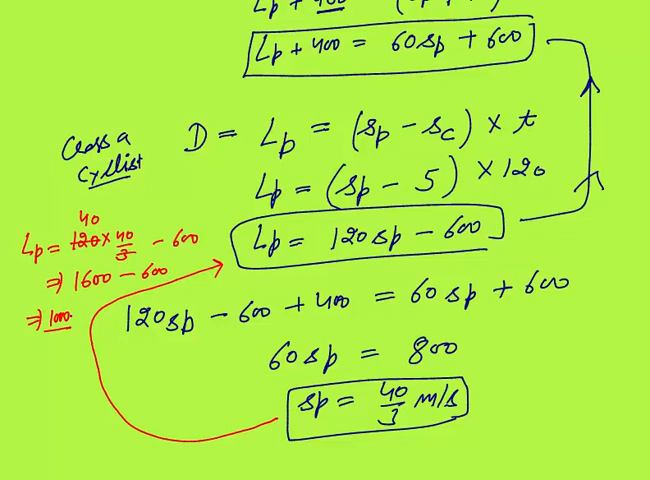 Lp + 400 = 60sp + 600
Cross a
Cyclist
D = Lp = (sp - sc) × t
Lp = (sp - 5) × 120
Lp = 120sp - 600
40
Lp = 120 × 40/3 - 600
⇒ 1600 - 600
⇒ 1000
120sp - 600 + 400 = 60sp + 600
60sp = 800
sp = 40/3 m/s